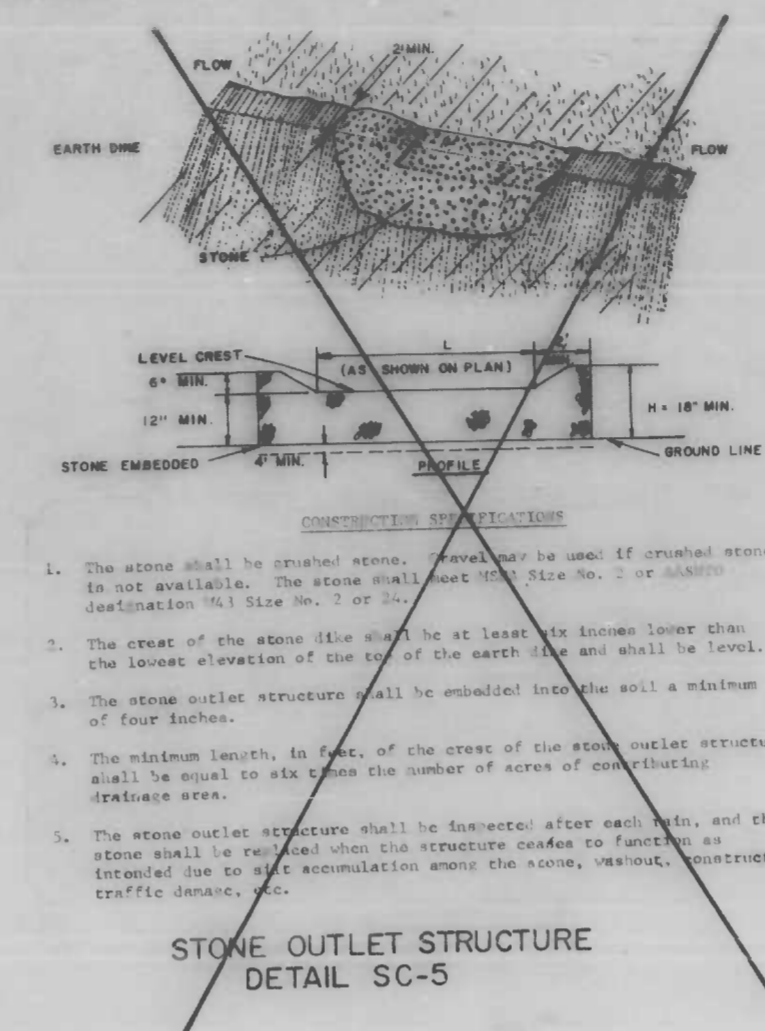 2' MIN.
FLOW
EARTH DIKE
FLOW
STONE
L
2'
LEVEL CREST
(AS SHOWN ON PLAN)
6" MIN.
12" MIN.
H = 18" MIN.
STONE EMBEDDED
4" MIN.
PROFILE
GROUND LINE
CONSTRUCTION SPECIFICATIONS
1. The stone shall be crushed stone. Gravel may be used if crushed stone
is not available. The stone shall meet Size No. 2 or AASHTO
designation M43 Size No. 2 or 24.
2. The crest of the stone dike shall be at least six inches lower than
the lowest elevation of the top of the earth dike and shall be level.
3. The stone outlet structure shall be embedded into the soil a minimum
of four inches.
4. The minimum length, in feet, of the crest of the stone outlet structu
shall be equal to six times the number of acres of contributing
drainage area.
5. The stone outlet structure shall be inspected after each rain, and th
stone shall be replaced when the structure ceases to function as
intonded due to silt accumulation among the stone, washout, construct
traffic damage, etc.
STONE OUTLET STRUCTURE
DETAIL SC-5